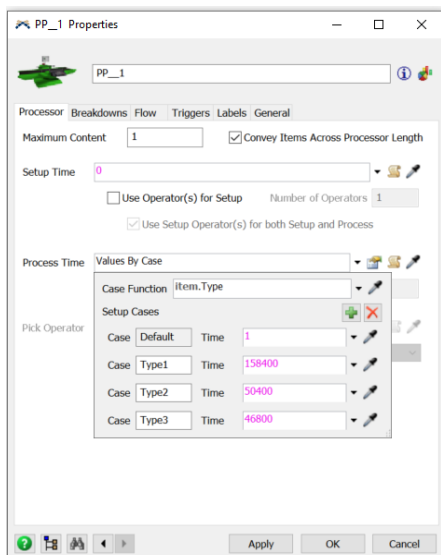 PP__1 Properties
PP__1
Processor Breakdowns Flow Triggers Labels General
Maximum Content 1 Convey Items Across Processor Length
Setup Time 0
Use Operator(s) for Setup Number of Operators 1
Use Setup Operator(s) for both Setup and Process
Process Time Values By Case
Case Function item.Type
Setup Cases
Pick Operator
Case Default Time 1
Case Type1 Time 158400
Case Type2 Time 50400
Case Type3 Time 46800
Apply OK Cancel